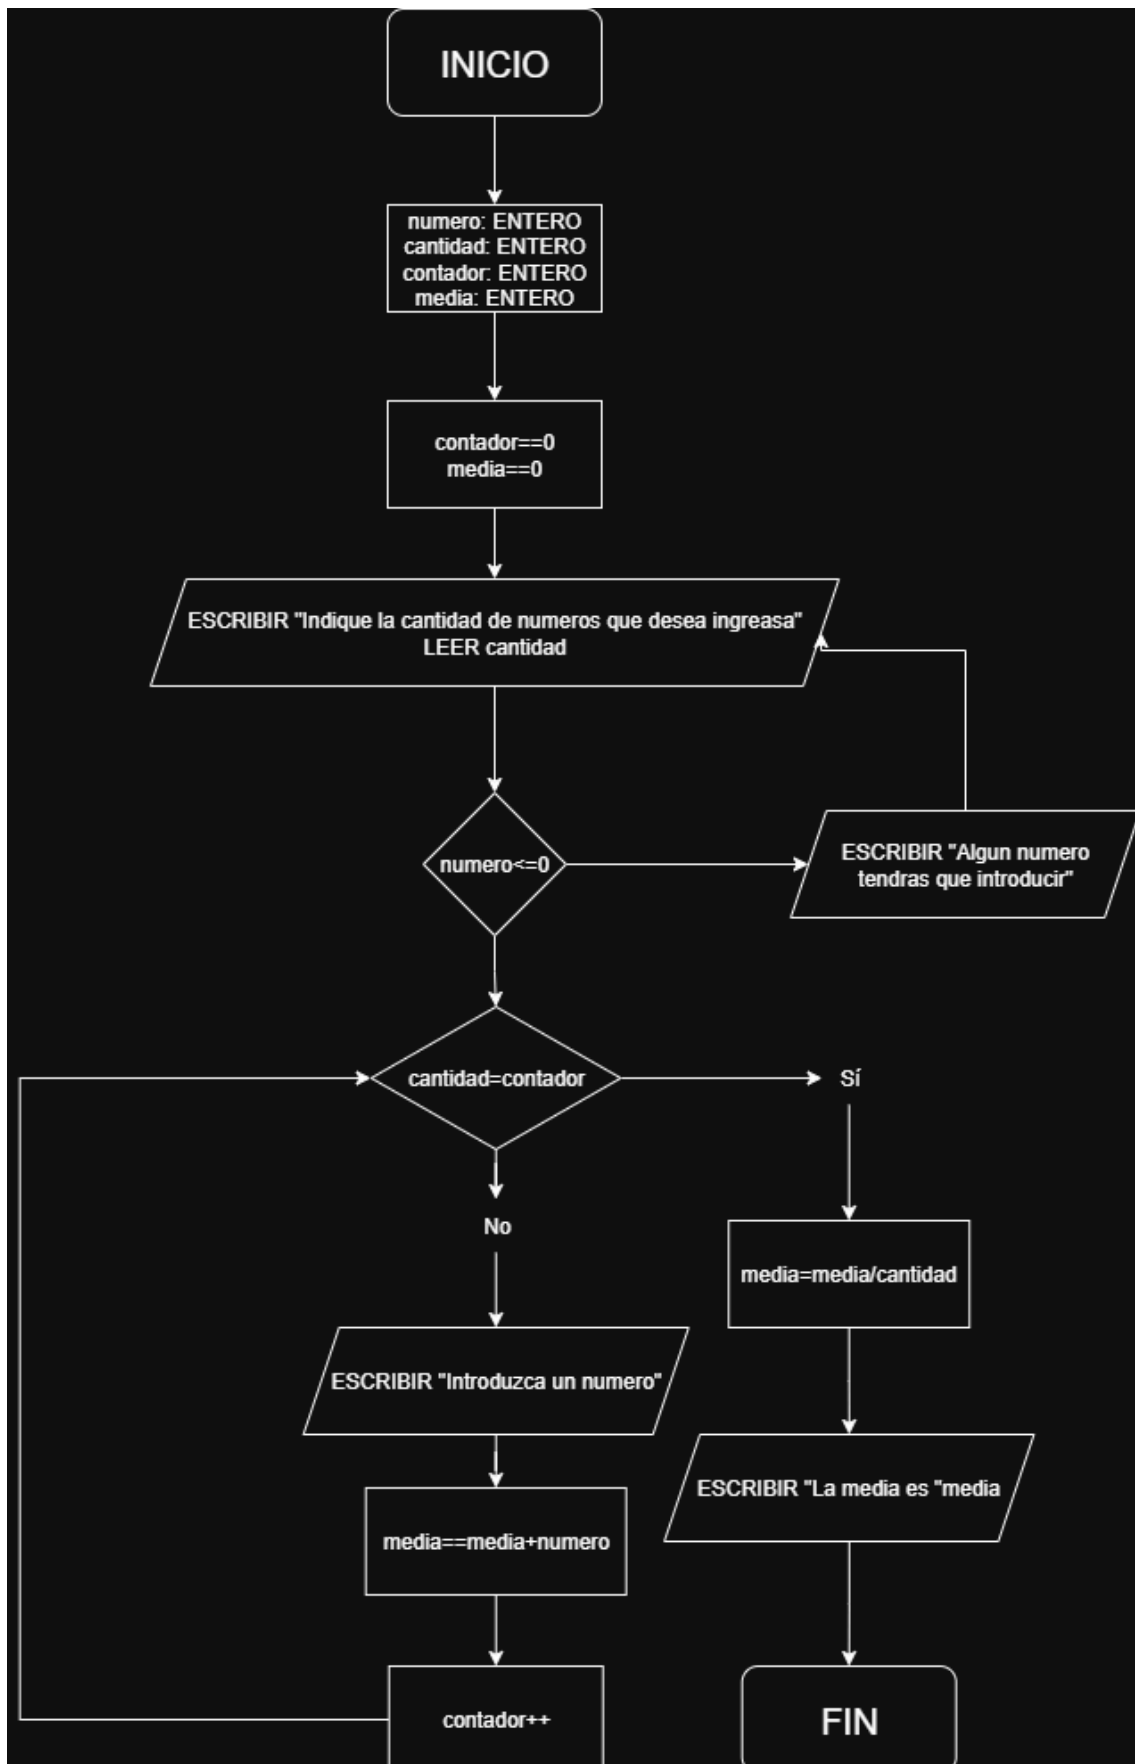 INICIO
numero: ENTERO
cantidad: ENTERO
contador: ENTERO
media: ENTERO
contador==0
media==0
ESCRIBIR "Indique la cantidad de numeros que desea ingreasa"
LEER cantidad
numero<=0
ESCRIBIR "Algun numero
tendras que introducir"
cantidad=contador
Sí
No
media=media/cantidad
ESCRIBIR "Introduzca un numero"
ESCRIBIR "La media es "media
media==media+numero
contador++
FIN